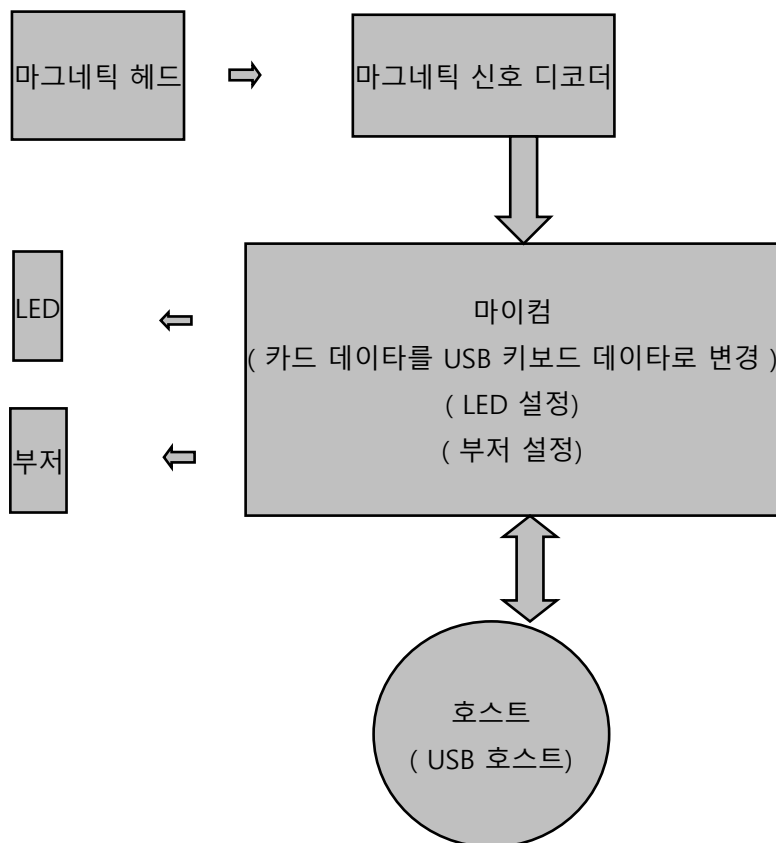 마그네틱 헤드
마그네틱 신호 디코더
LED
부저
마이컴
( 카드 데이타를 USB 키보드 데이타로 변경 )
( LED 설정)
( 부저 설정)
호스트
( USB 호스트)